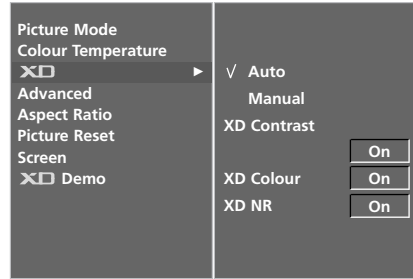 Picture Mode
Colour Temperature
XD ►
Advanced
Aspect Ratio
Picture Reset
Screen
XD Demo
√ Auto
Manual
XD Contrast
On
XD Colour On
XD NR On